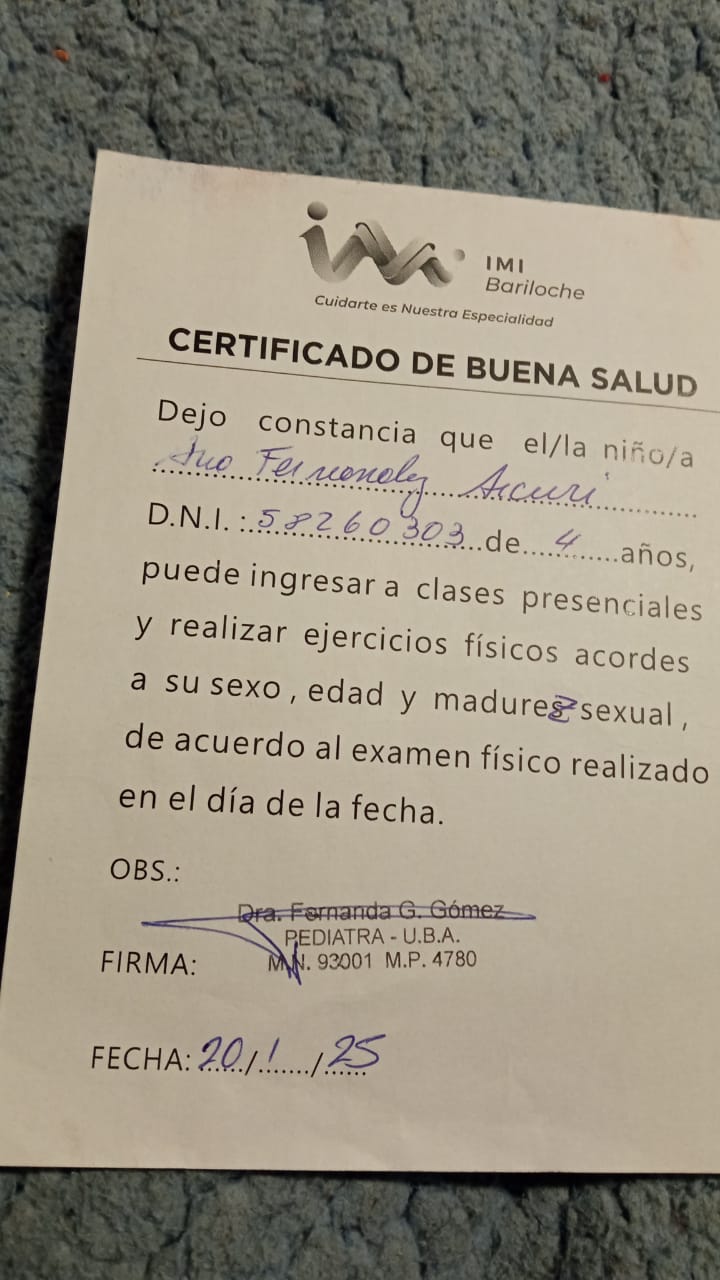 IMI
Bariloche
Cuidarte es Nuestra Especialidad
CERTIFICADO DE BUENA SALUD
Dejo constancia que el/la niño/a
Fernandez Arcuri
D.N.I. : 58260303 de 4 años,
puede ingresar a clases presenciales
y realizar ejercicios físicos acordes
a su sexo, edad y madurez sexual,
de acuerdo al examen físico realizado
en el día de la fecha.
OBS.:
Dra. Fernanda G. Gómez
PEDIATRA - U.B.A.
FIRMA: M.N. 93001 M.P. 4780
FECHA: 20/1/25